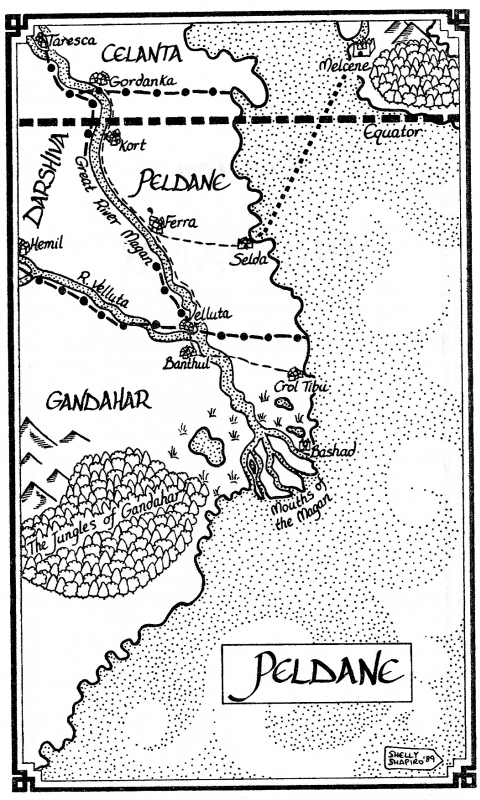 Taresca
CELANTA
Melcene
Gordanka
Equator
Kort
DARSHIVA
PELDANE
Great River Magan
Ferra
Hemil
Selda
R. Velluta
Velluta
Banthul
Crol Tibu
GANDAHAR
Bashad
The Jungles of Gandahar
Mouths of
the Magan
PELDANE
SHELLY
SHAPIRO '89